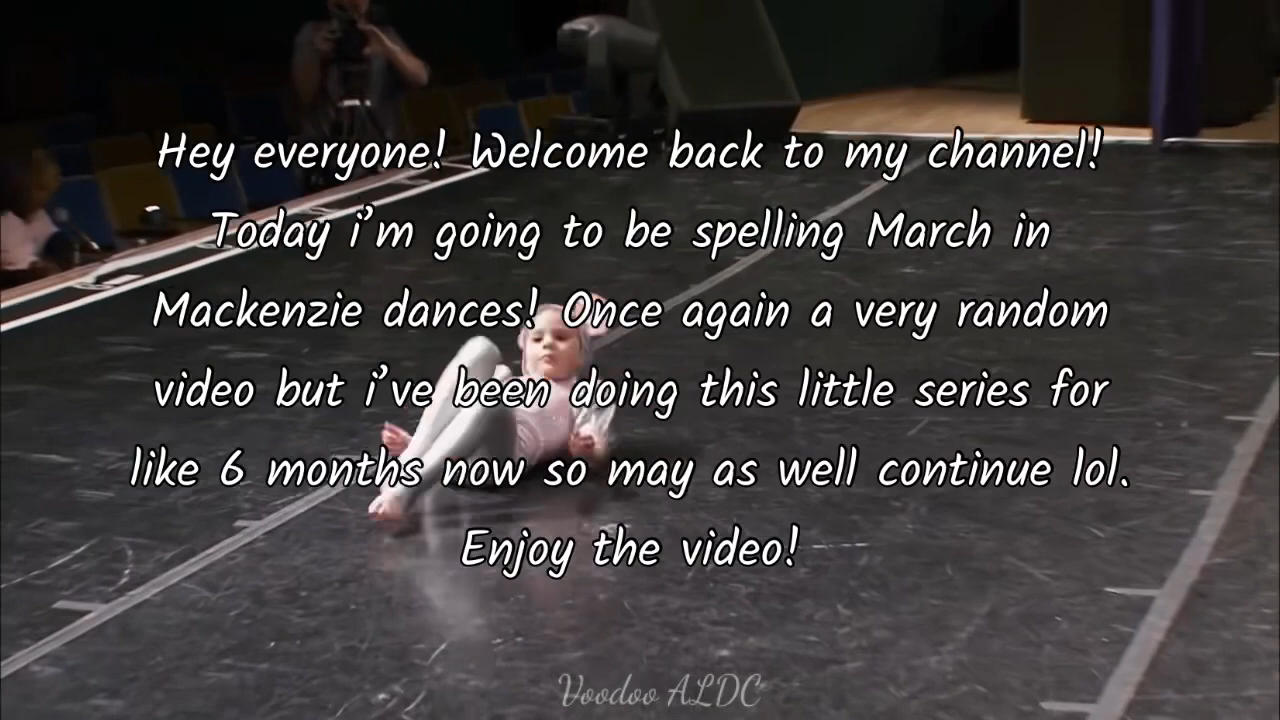 Hey everyone! Welcome back to my channel!
Today i'm going to be spelling March in
Mackenzie dances! Once again a very random
video but i've been doing this little series for
like 6 months now so may as well continue lol.
Enjoy the video!
Voodoo ALDC